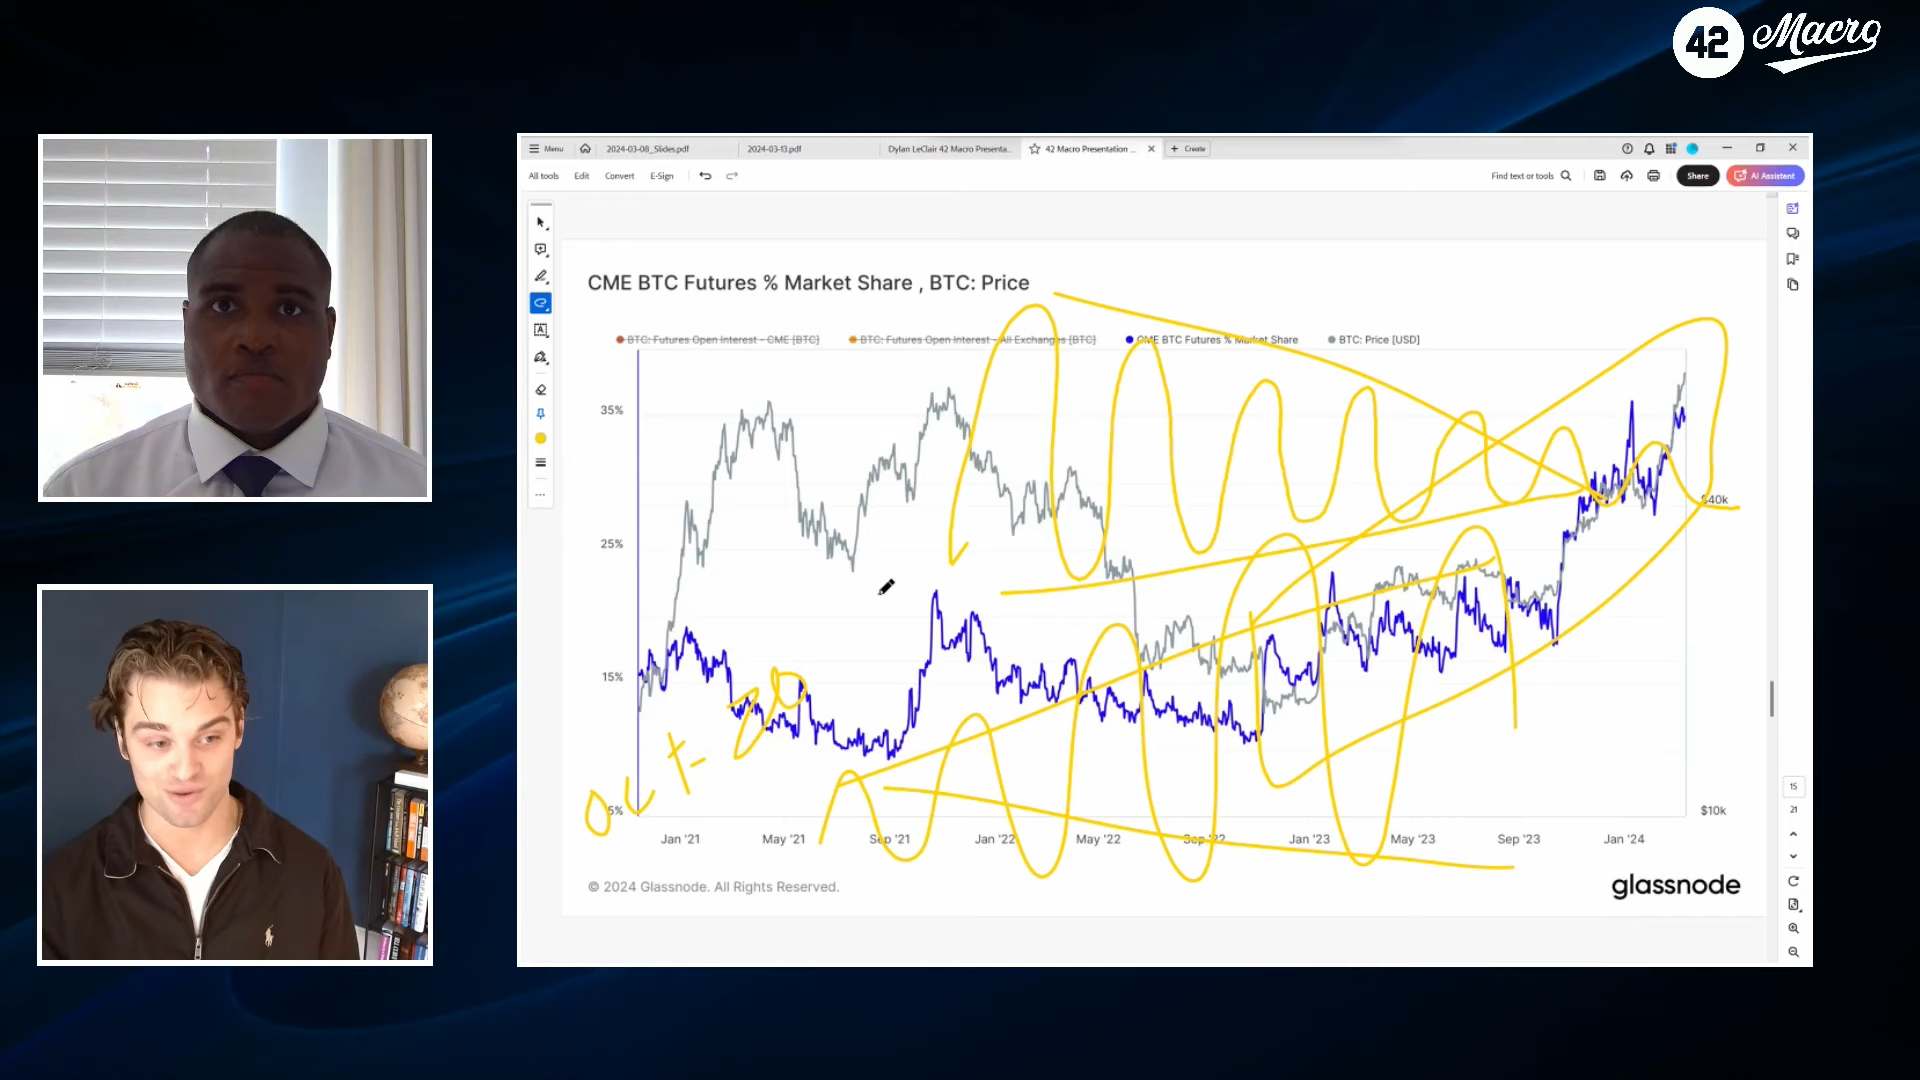 42 Macro
Menu 2024-03-08_Slides.pdf 2024-03-13.pdf Dylan LeClair 42 Macro Presenta... 42 Macro Presentation ... Create
All tools Edit Convert E-Sign Find text or tools Share AI Assistant
CME BTC Futures % Market Share , BTC: Price
BTC: Futures Open Interest - CME [BTC] BTC: Futures Open Interest - All Exchanges [BTC] CME BTC Futures % Market Share BTC: Price [USD]
35%
$40k
25%
15%
20
5% $10k
15
21
Jan '21 May '21 Sep '21 Jan '22 May '22 Sep '22 Jan '23 May '23 Sep '23 Jan '24
© 2024 Glassnode. All Rights Reserved. glassnode